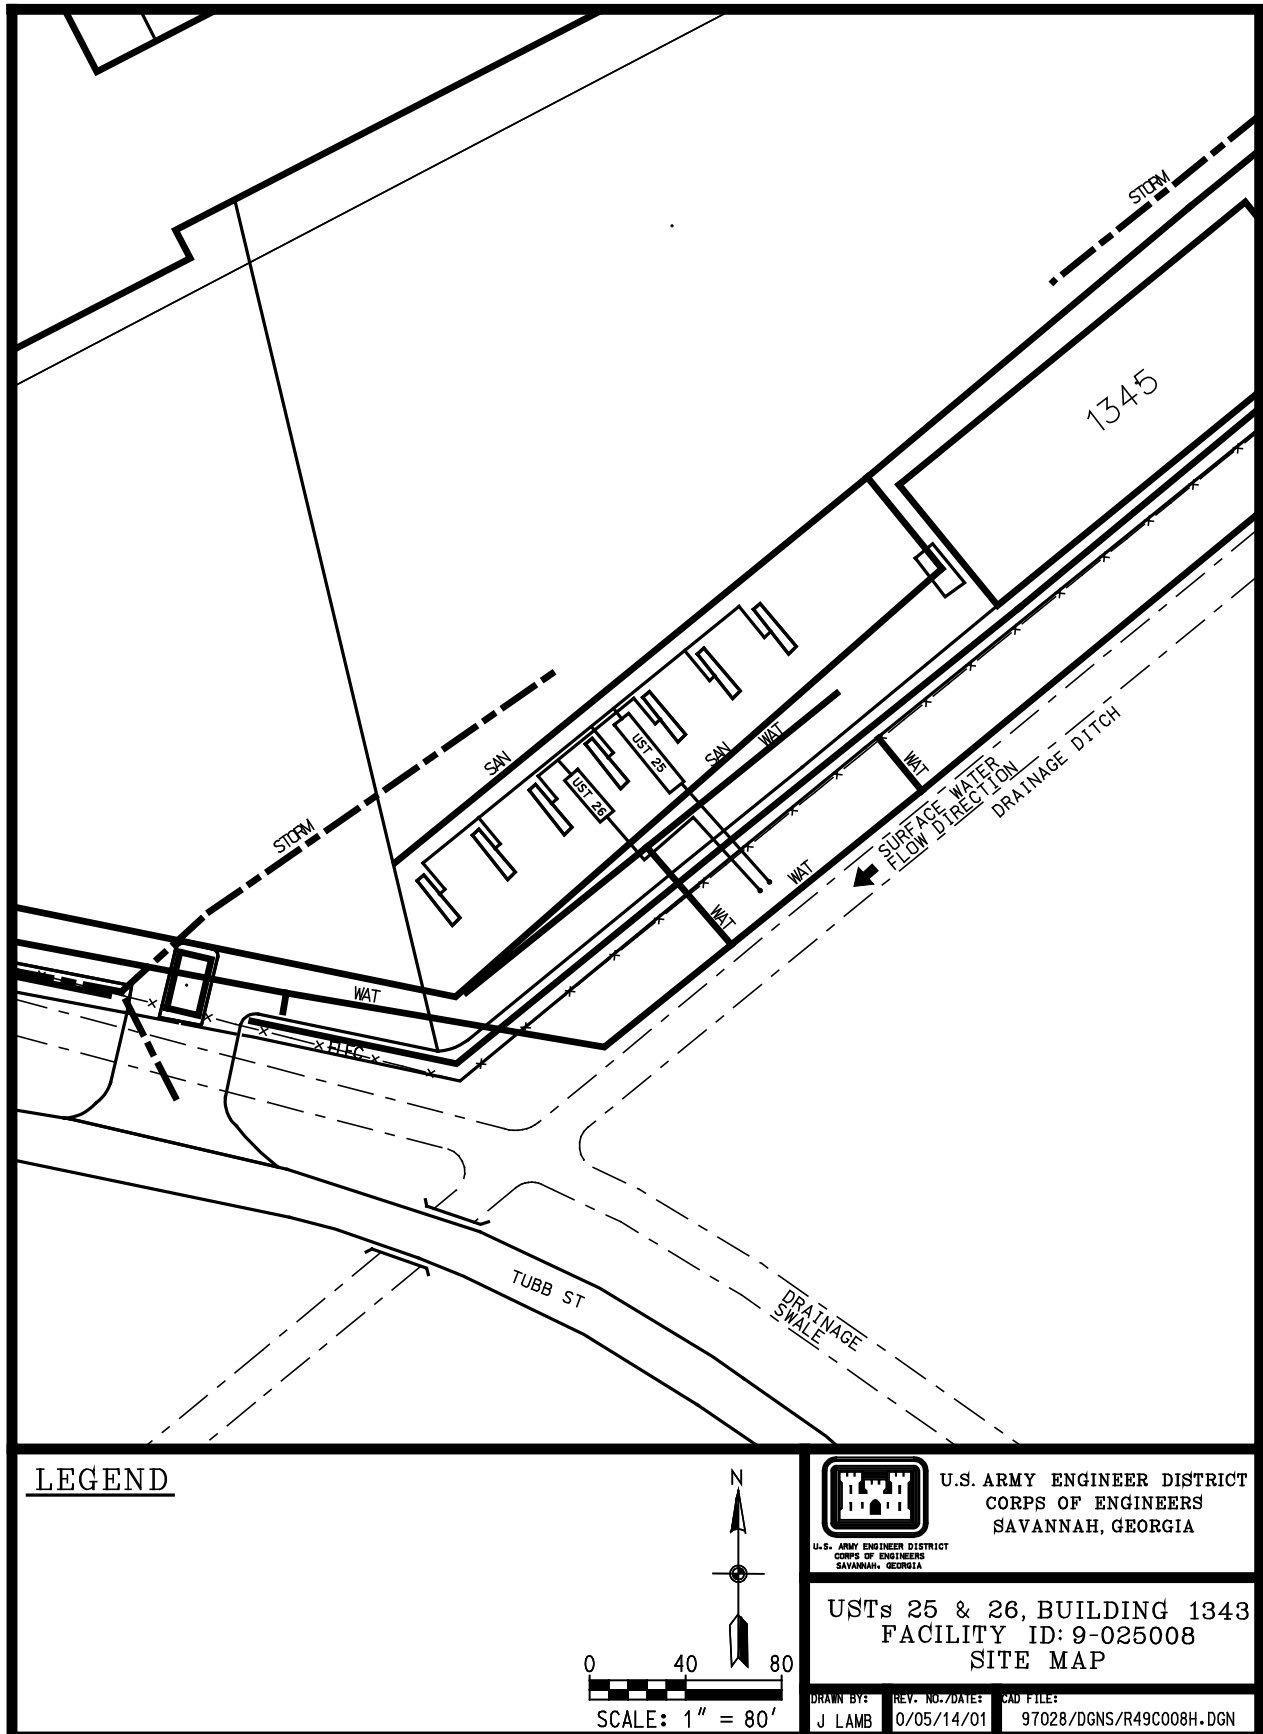 STORM
1345
STORM
SAN
UST 25
UST 26
SAN
WAT
WAT
WAT
WAT
WAT
ELEC
SURFACE WATER
FLOW DIRECTION
DRAINAGE DITCH
TUBB ST
DRAINAGE
SWALE
LEGEND
N
0 40 80
SCALE: 1" = 80'
U.S. ARMY ENGINEER DISTRICT
CORPS OF ENGINEERS
SAVANNAH, GEORGIA
U.S. ARMY ENGINEER DISTRICT
CORPS OF ENGINEERS
SAVANNAH, GEORGIA
USTs 25 & 26, BUILDING 1343
FACILITY ID: 9-025008
SITE MAP
DRAWN BY:
J LAMB
REV. NO./DATE:
0/05/14/01
CAD FILE:
97028/DGNS/R49C008H.DGN